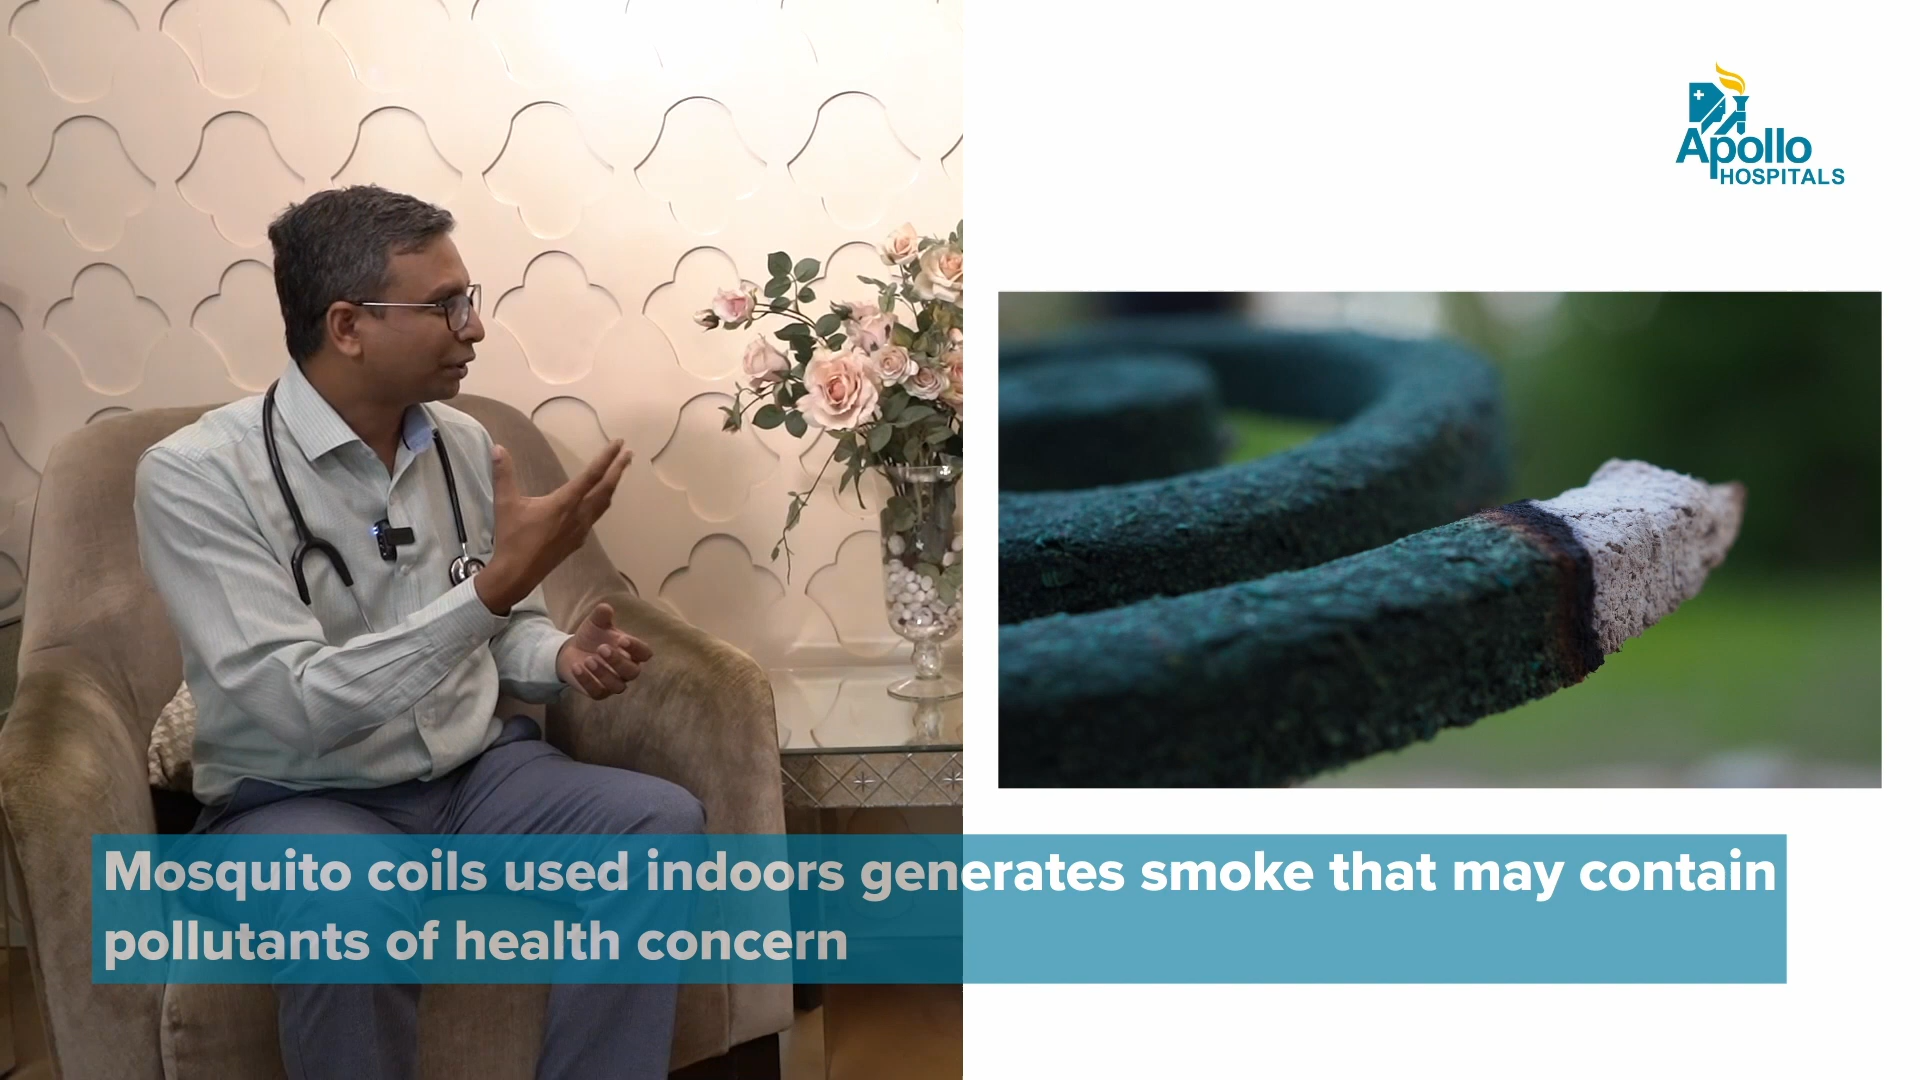 Apollo
HOSPITALS
Mosquito coils used indoors generates smoke that may contain
pollutants of health concern